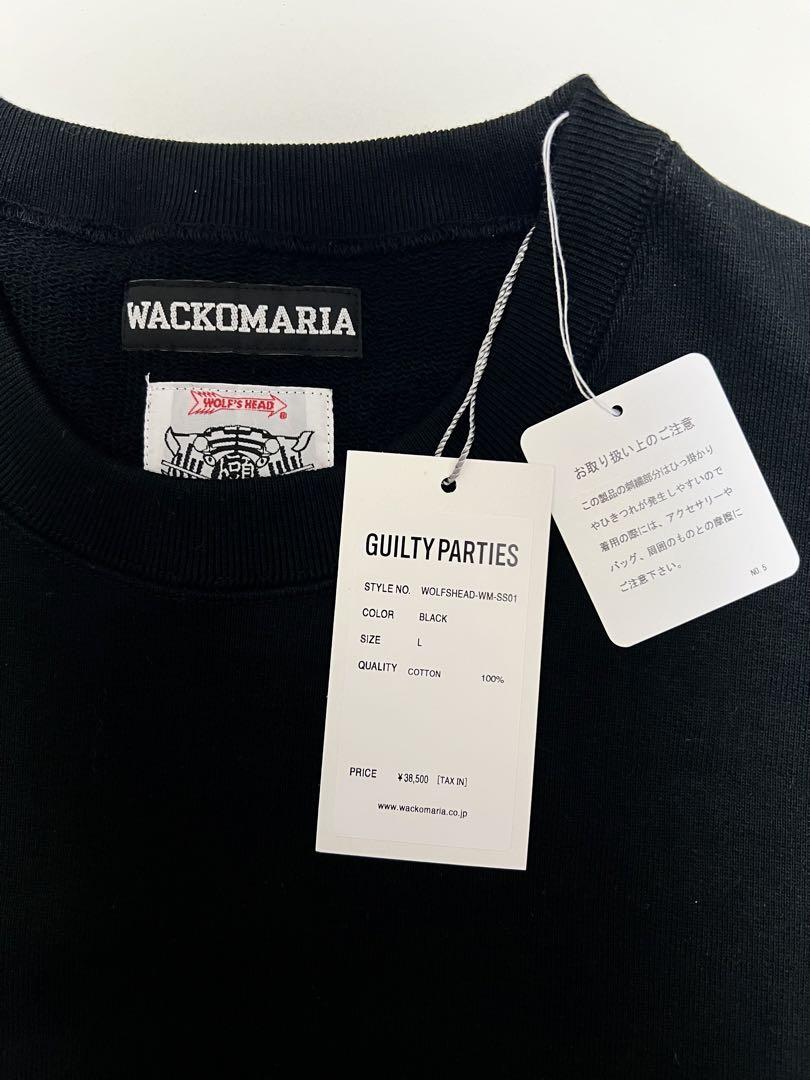 WACKOMARIA
WOLF'S HEAD
®
GUILTY PARTIES
STYLE NO. WOLFSHEAD-WM-SS01
COLOR BLACK
SIZE L
QUALITY COTTON 100%
PRICE ¥38,500 [TAX IN]
www.wackomaria.co.jp
お取り扱い上のご注意
この製品の刺繍部分はひっ掛かり
やひきつれが発生しやすいので
着用の際には、アクセサリーや
バッグ、周囲のものとの摩擦に
ご注意下さい。
NO. 5